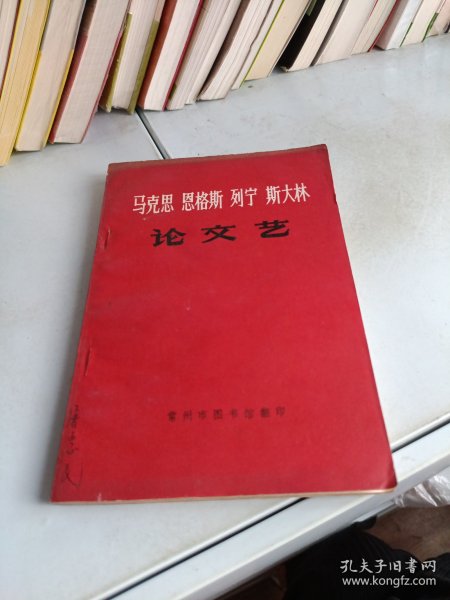 马克思 恩格斯 列宁 斯大林
论文艺
常州市图书馆翻印
孔夫子旧书网
www.kongfz.com